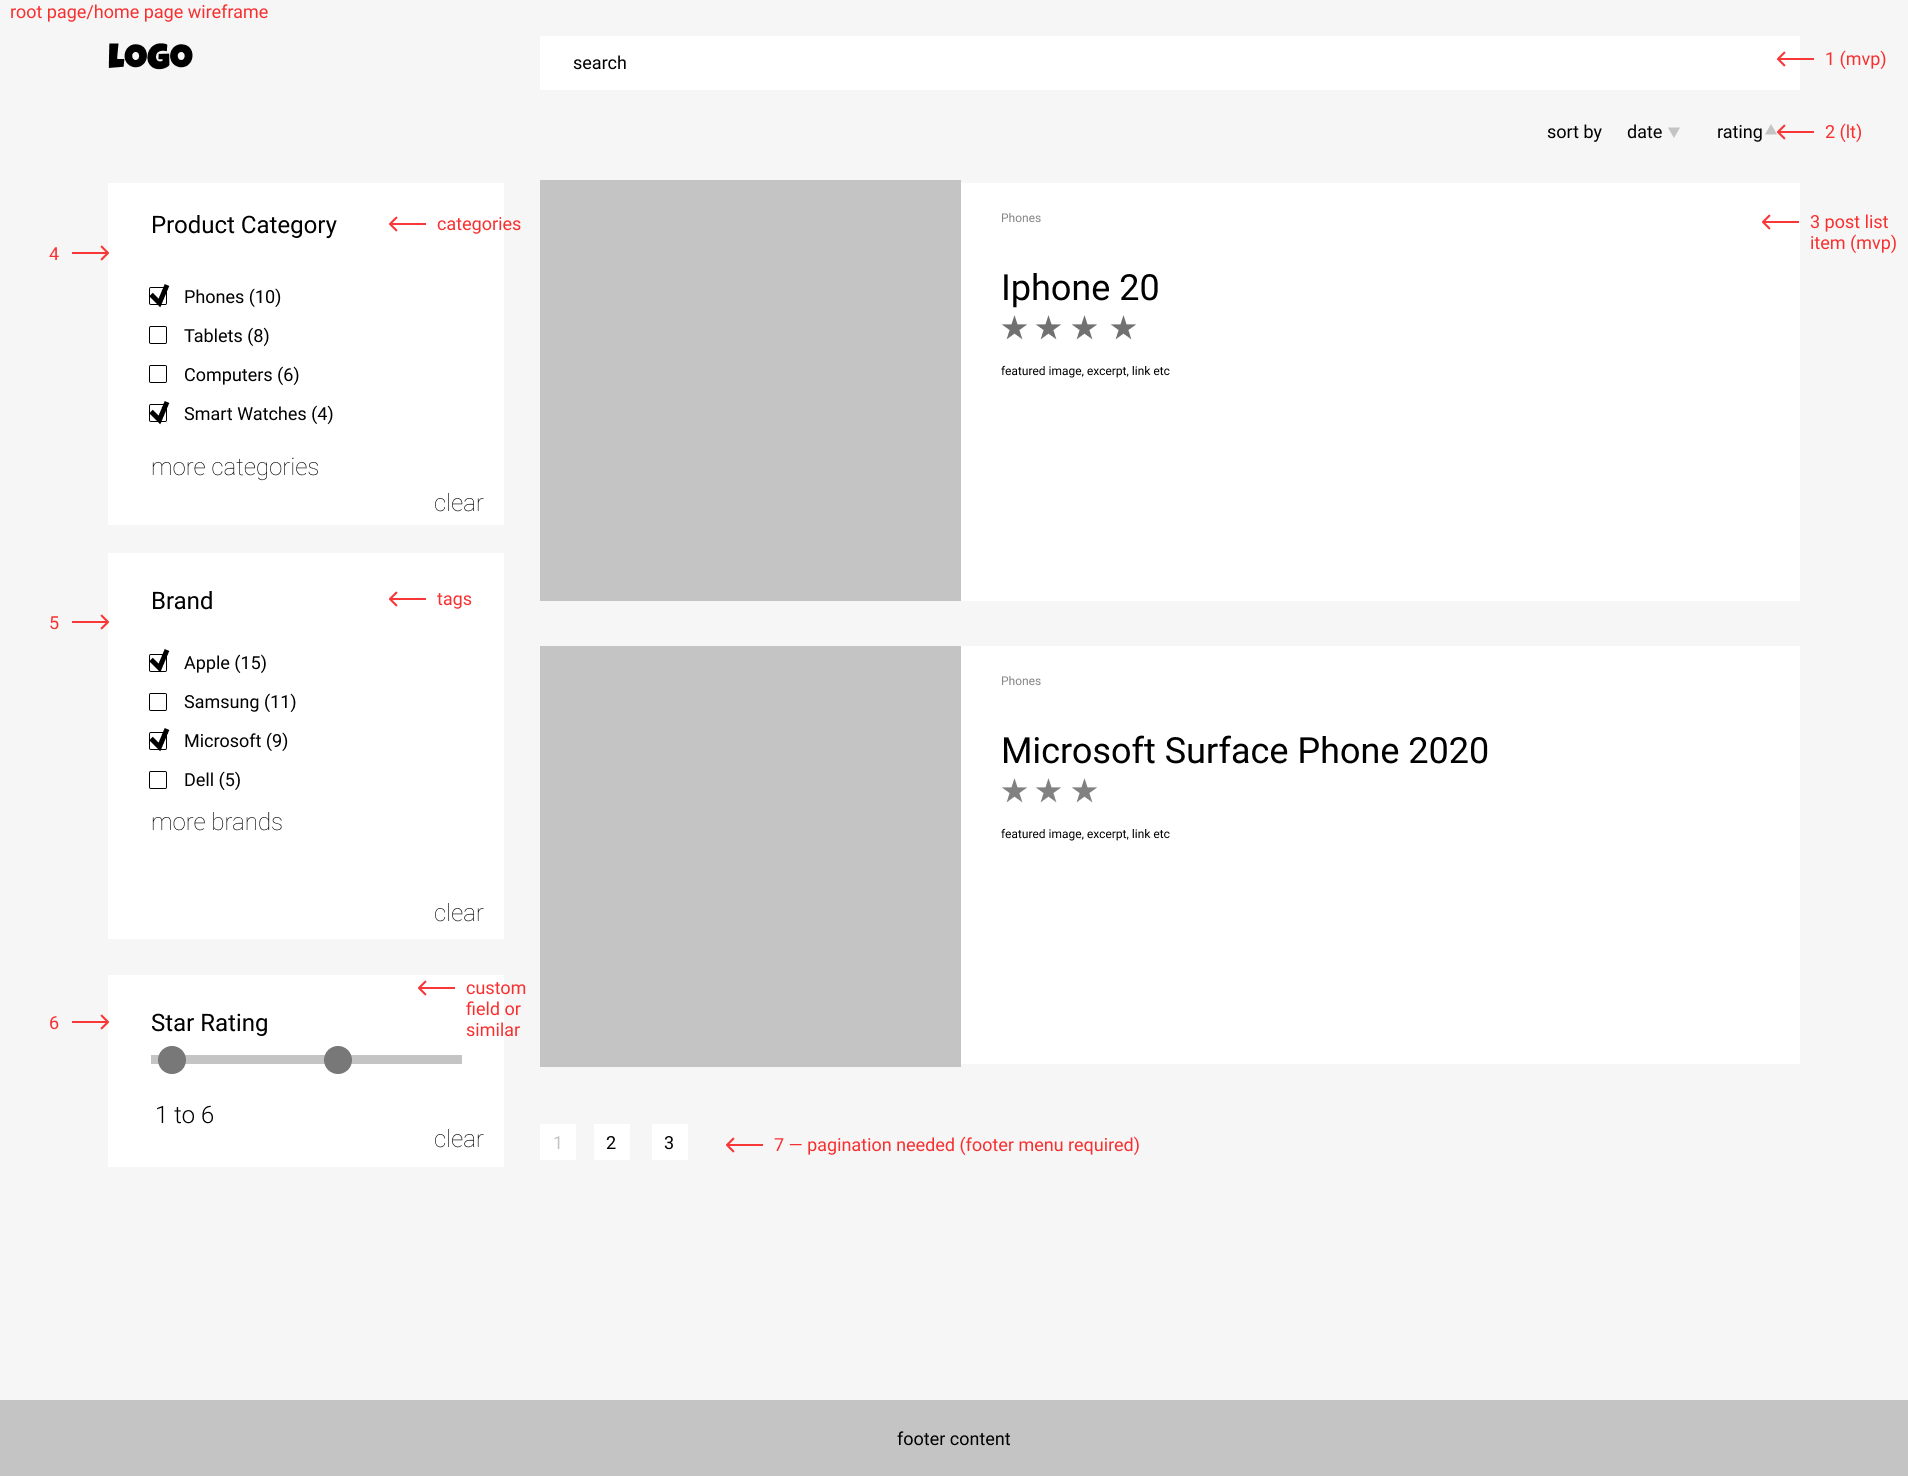 root page/home page wireframe
LOGO
search
1 (mvp)
sort by date rating
2 (lt)
4
Product Category
categories
Phones (10)
Tablets (8)
Computers (6)
Smart Watches (4)
more categories
clear
Phones
3 post list
item (mvp)
Iphone 20
featured image, excerpt, link etc
5
Brand
tags
Apple (15)
Samsung (11)
Microsoft (9)
Dell (5)
more brands
clear
Phones
Microsoft Surface Phone 2020
featured image, excerpt, link etc
6
Star Rating
custom
field or
similar
1 to 6
clear
1 2 3
7 — pagination needed (footer menu required)
footer content